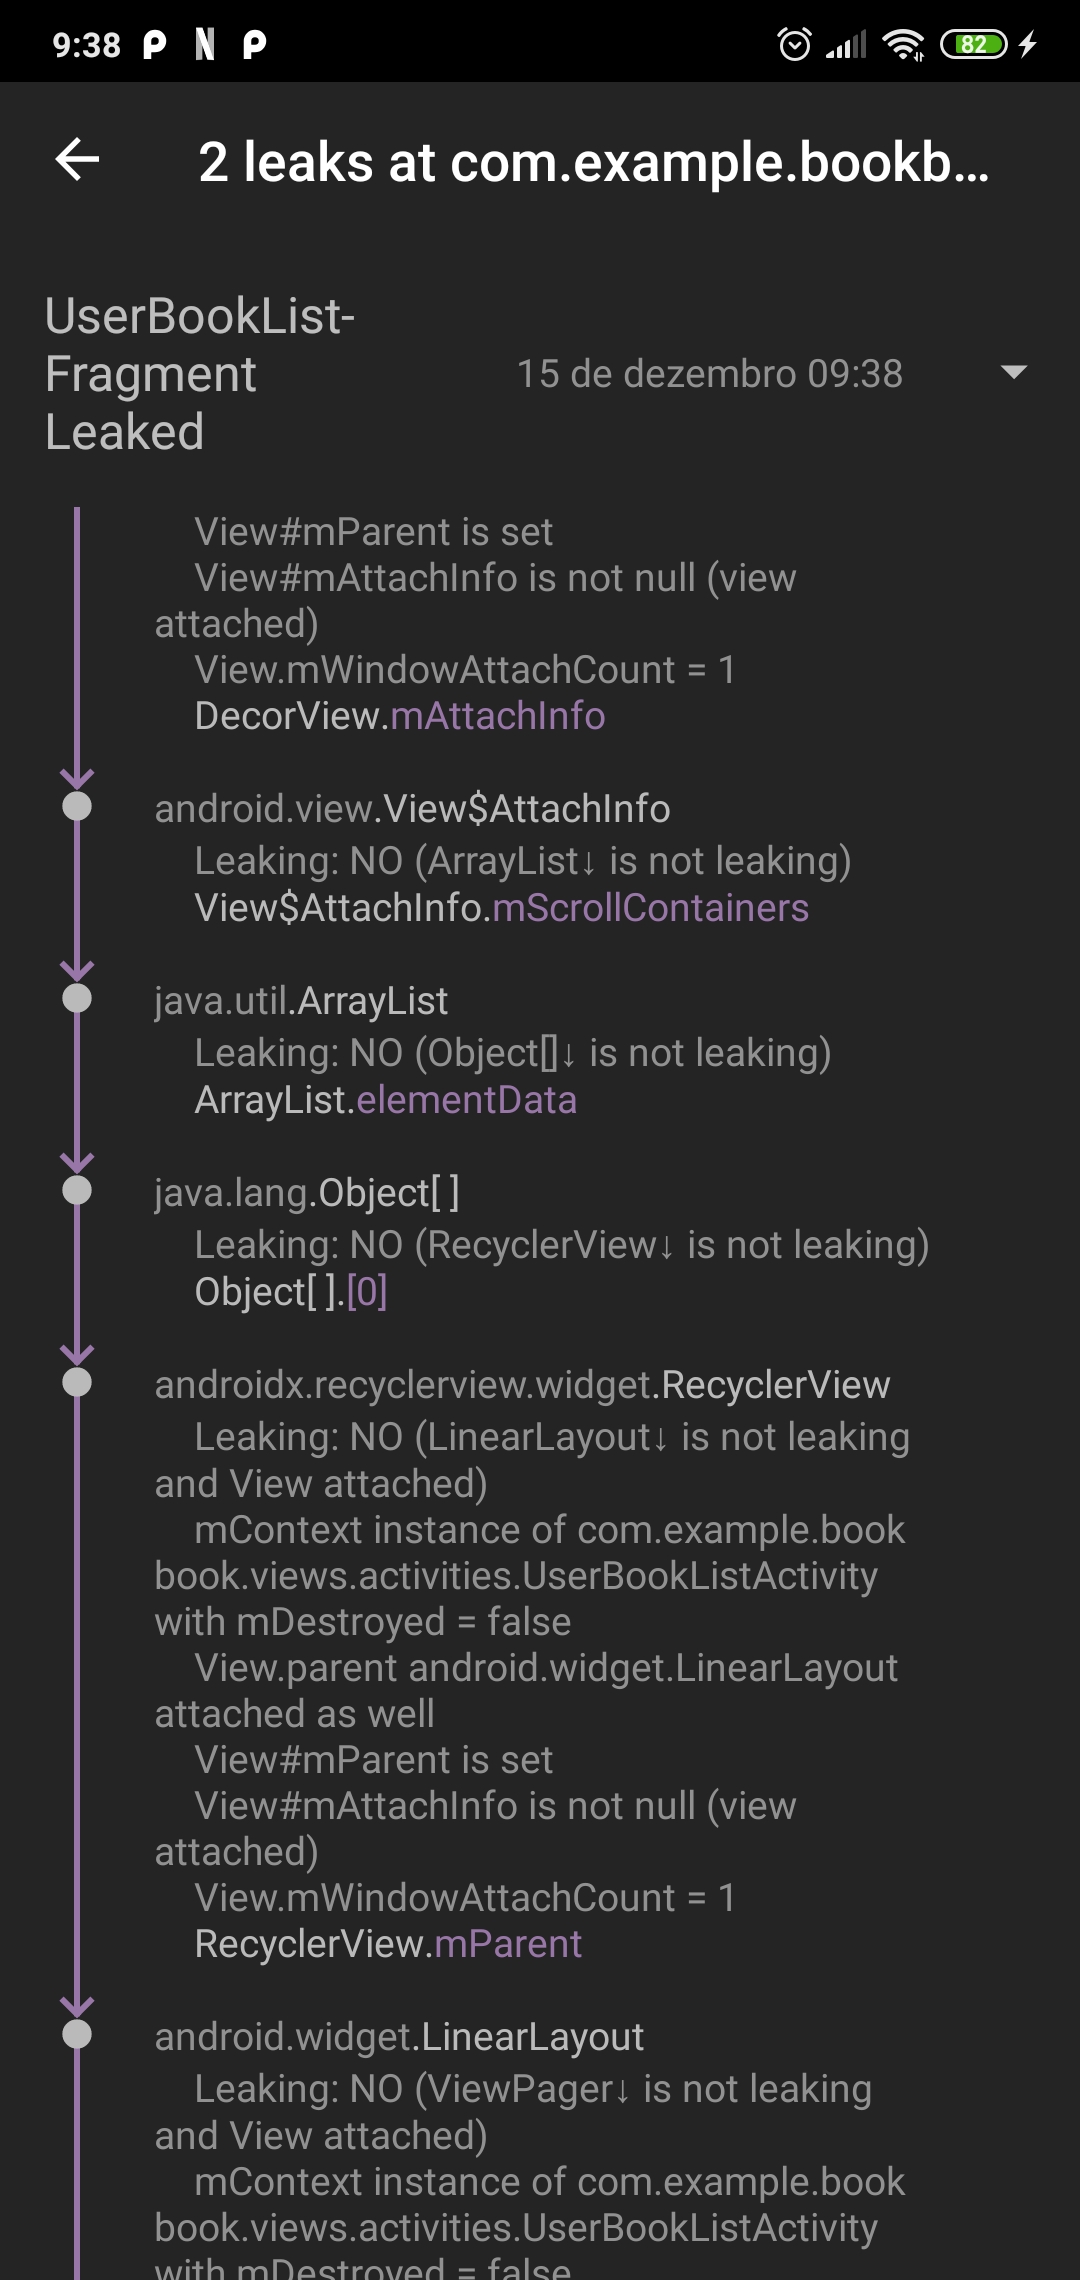 9:38
82
2 leaks at com.example.bookb...
UserBookList-
Fragment
Leaked
15 de dezembro 09:38
View#mParent is set
View#mAttachInfo is not null (view
attached)
View.mWindowAttachCount = 1
DecorView.mAttachInfo
android.view.View$AttachInfo
Leaking: NO (ArrayList↓ is not leaking)
View$AttachInfo.mScrollContainers
java.util.ArrayList
Leaking: NO (Object[]↓ is not leaking)
ArrayList.elementData
java.lang.Object[ ]
Leaking: NO (RecyclerView↓ is not leaking)
Object[ ].[0]
androidx.recyclerview.widget.RecyclerView
Leaking: NO (LinearLayout↓ is not leaking
and View attached)
mContext instance of com.example.book
book.views.activities.UserBookListActivity
with mDestroyed = false
View.parent android.widget.LinearLayout
attached as well
View#mParent is set
View#mAttachInfo is not null (view
attached)
View.mWindowAttachCount = 1
RecyclerView.mParent
android.widget.LinearLayout
Leaking: NO (ViewPager↓ is not leaking
and View attached)
mContext instance of com.example.book
book.views.activities.UserBookListActivity
with mDestroyed = false